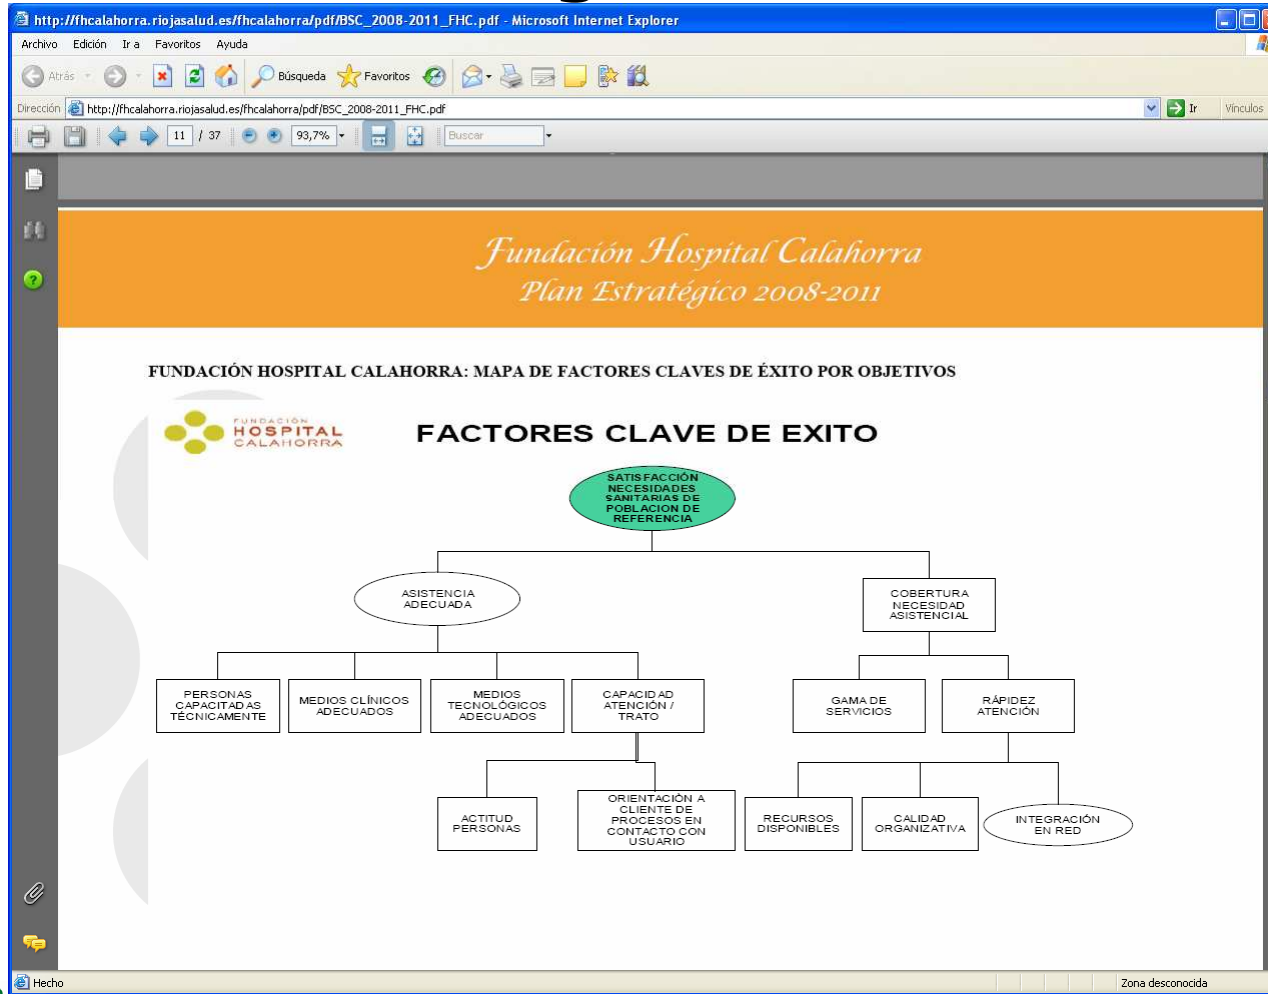 http://fhcalahorra.riojasalud.es/fhcalahorra/pdf/BSC_2008-2011_FHC.pdf - Microsoft Internet Explorer
Archivo Edición Ir a Favoritos Ayuda
Atrás Búsqueda Favoritos
Dirección http://fhcalahorra.riojasalud.es/fhcalahorra/pdf/BSC_2008-2011_FHC.pdf Ir Vínculos
11 / 37 93,7% Buscar
Fundación Hospital Calahorra
Plan Estratégico 2008-2011
FUNDACIÓN HOSPITAL CALAHORRA: MAPA DE FACTORES CLAVES DE ÉXITO POR OBJETIVOS
FUNDACIÓN
HOSPITAL
CALAHORRA
FACTORES CLAVE DE EXITO
SATISFACCIÓN
NECESIDADES
SANITARIAS DE
POBLACION DE
REFERENCIA
ASISTENCIA
ADECUADA
COBERTURA
NECESIDAD
ASISTENCIAL
PERSONAS
CAPACITADAS
TÉCNICAMENTE
MEDIOS CLÍNICOS
ADECUADOS
MEDIOS
TECNOLÓGICOS
ADECUADOS
CAPACIDAD
ATENCIÓN /
TRATO
GAMA DE
SERVICIOS
RÁPIDEZ
ATENCIÓN
ACTITUD
PERSONAS
ORIENTACIÓN A
CLIENTE DE
PROCESOS EN
CONTACTO CON
USUARIO
RECURSOS
DISPONIBLES
CALIDAD
ORGANIZATIVA
INTEGRACIÓN
EN RED
Hecho Zona desconocida